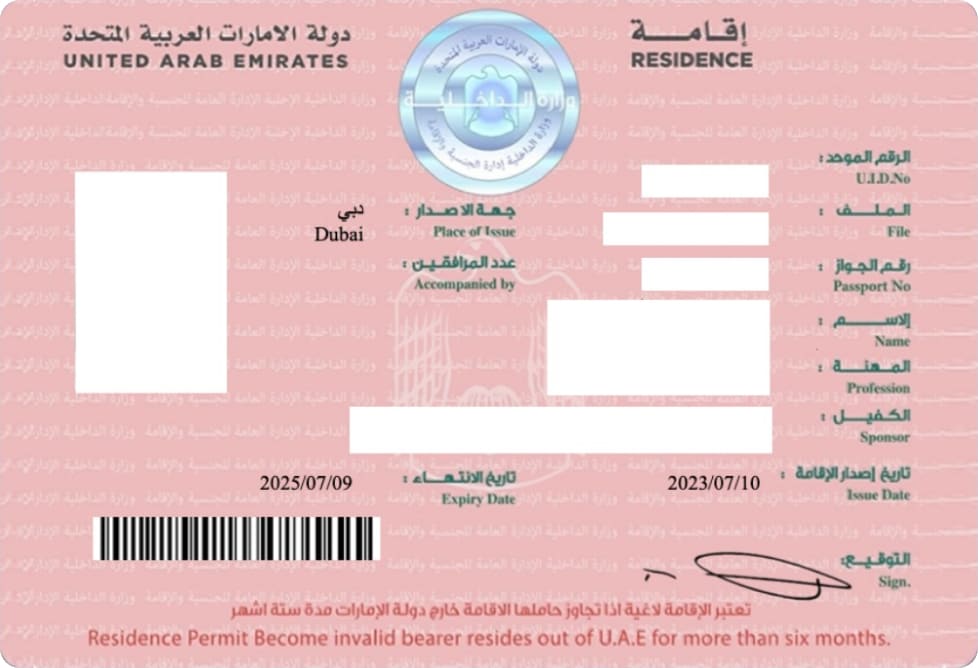 دولة الامارات العربية المتحدة
UNITED ARAB EMIRATES
إقامة
RESIDENCE
دولة الإمارات العربية المتحدة
وزارة الداخلية
وزارة الداخلية إدارة الجنسية والإقامة
الرقم الموحد :
U.I.D.No
دبي
جهة الاصدار :
الملف :
Dubai
Place of Issue
File
عدد المرافقين :
رقم الجواز :
Accompanied by
Passport No
الاسم :
Name
المهنة :
Profession
الكفيل :
Sponsor
تاريخ إصدار الإقامة :
2023/07/10
Issue Date
تاريخ الانتهاء :
2025/07/09
Expiry Date
التوقيع:
Sign.
تعتبر الإقامة لاغية اذا تجاوز حاملها الاقامة خارج دولة الإمارات مدة ستة اشهر
Residence Permit Become invalid bearer resides out of U.A.E for more than six months.